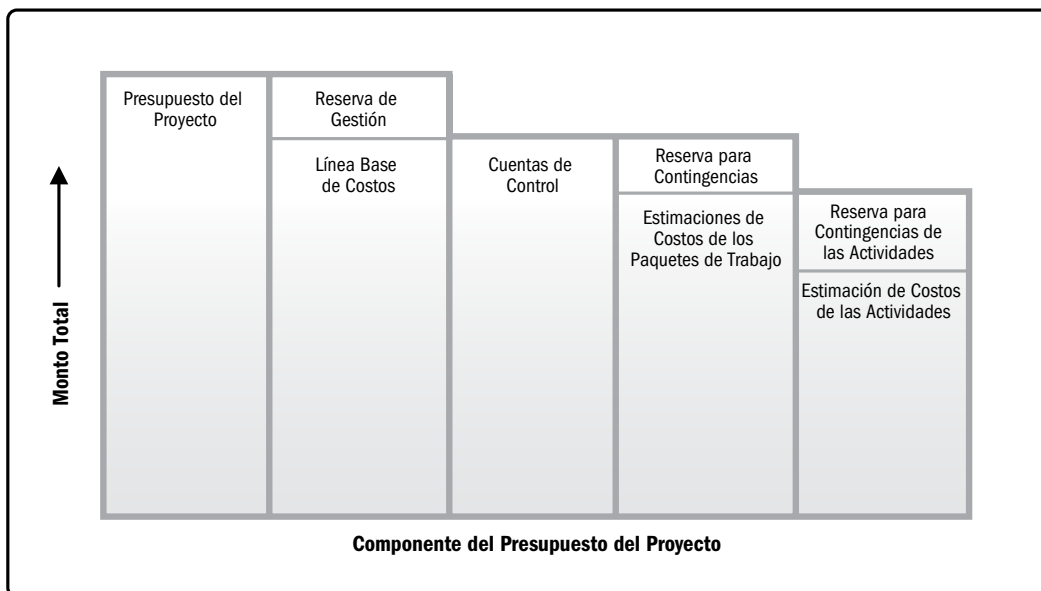 Presupuesto del
Proyecto
Reserva de
Gestión
Línea Base
de Costos
Cuentas de
Control
Reserva para
Contingencias
Estimaciones de
Costos de los
Paquetes de Trabajo
Reserva para
Contingencias de
las Actividades
Estimación de Costos
de las Actividades
Monto Total
Componente del Presupuesto del Proyecto